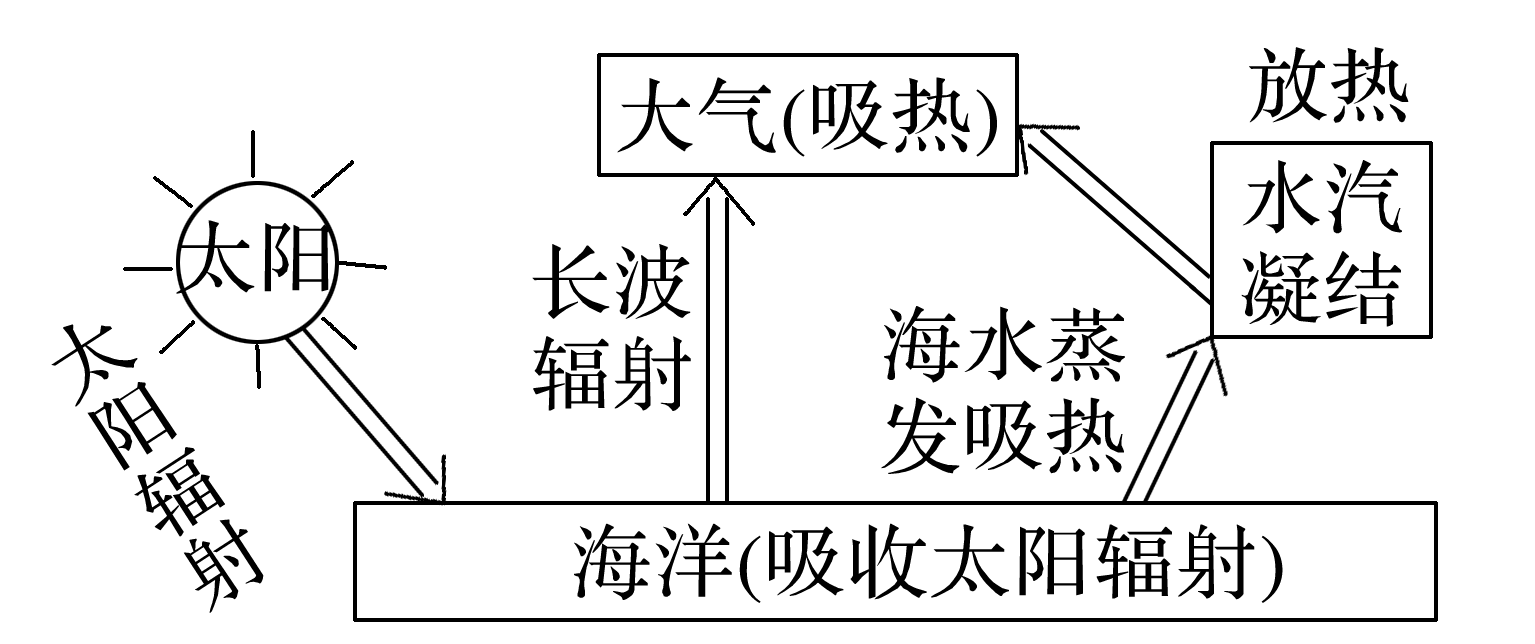 放热
大气(吸热)
水汽
凝结
太阳
太阳辐射
长波
辐射
海水蒸
发吸热
海洋(吸收太阳辐射)